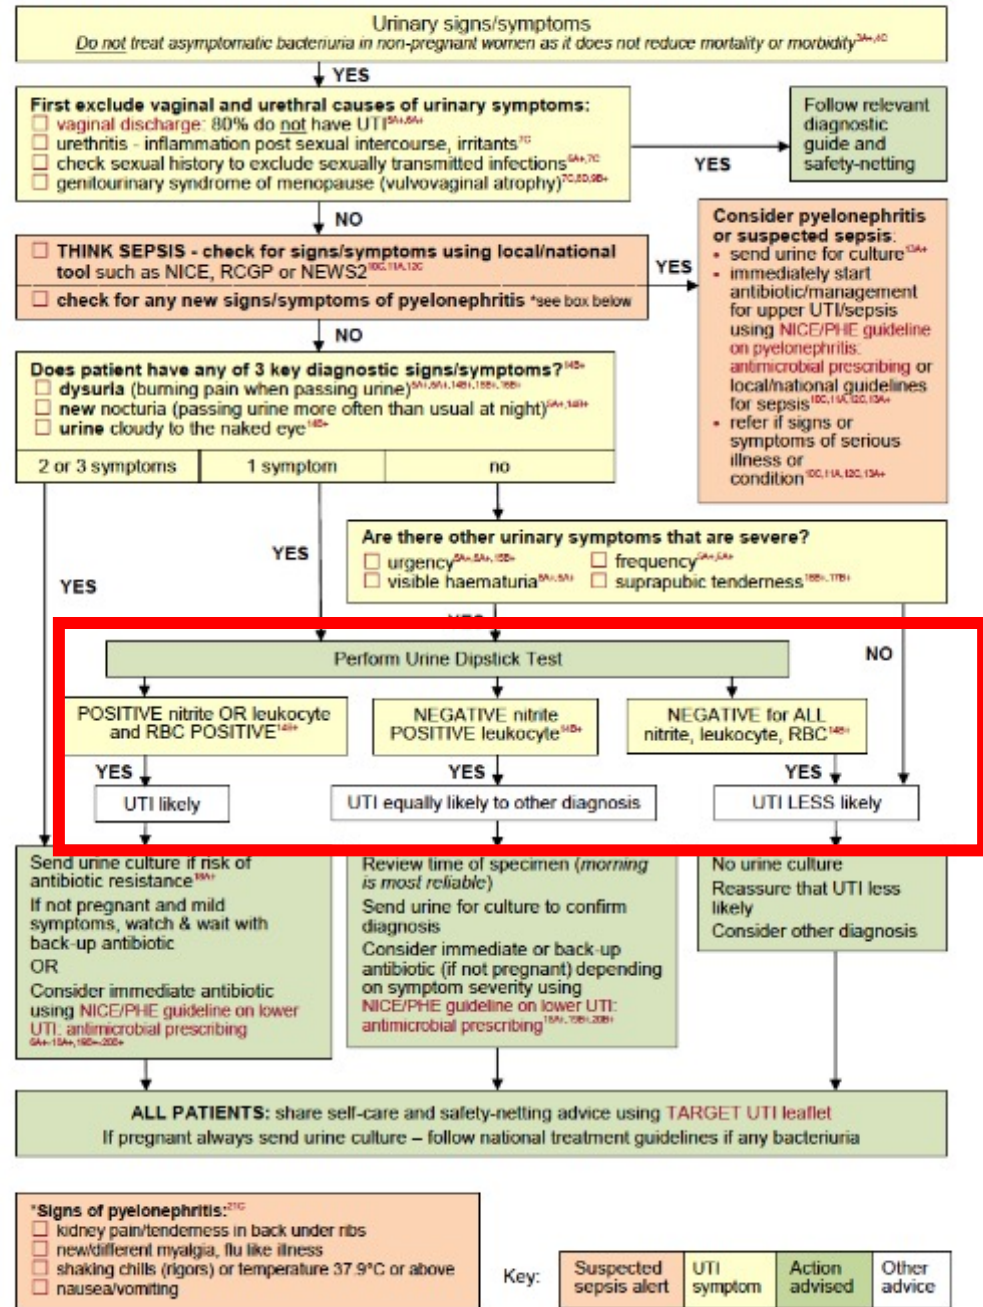 Urinary signs/symptoms
Do not treat asymptomatic bacteriuria in non-pregnant women as it does not reduce mortality or morbidity
YES
First exclude vaginal and urethral causes of urinary symptoms:
vaginal discharge: 80% do not have UTI
urethritis - inflammation post sexual intercourse, irritants
check sexual history to exclude sexually transmitted infections
genitourinary syndrome of menopause (vulvovaginal atrophy)
YES
Follow relevant
diagnostic
guide and
safety-netting
NO
THINK SEPSIS - check for signs/symptoms using local/national
tool such as NICE, RCGP or NEWS2
check for any new signs/symptoms of pyelonephritis *see box below
YES
Consider pyelonephritis
or suspected sepsis:
• send urine for culture
• immediately start
antibiotic/management
for upper UTI/sepsis
using NICE/PHE guideline
on pyelonephritis:
antimicrobial prescribing or
local/national guidelines
for sepsis
• refer if signs or
symptoms of serious
illness or
condition
NO
Does patient have any of 3 key diagnostic signs/symptoms?
dysuria (burning pain when passing urine)
new nocturia (passing urine more often than usual at night)
urine cloudy to the naked eye
2 or 3 symptoms
1 symptom
no
YES
YES
Are there other urinary symptoms that are severe?
urgency
frequency
visible haematuria
suprapubic tenderness
YES
NO
Perform Urine Dipstick Test
POSITIVE nitrite OR leukocyte
and RBC POSITIVE
NEGATIVE nitrite
POSITIVE leukocyte
NEGATIVE for ALL
nitrite, leukocyte, RBC
YES
YES
YES
UTI likely
UTI equally likely to other diagnosis
UTI LESS likely
Send urine culture if risk of
antibiotic resistance
If not pregnant and mild
symptoms, watch & wait with
back-up antibiotic
OR
Consider immediate antibiotic
using NICE/PHE guideline on lower
UTI: antimicrobial prescribing
Review time of specimen (morning
is most reliable)
Send urine for culture to confirm
diagnosis
Consider immediate or back-up
antibiotic (if not pregnant) depending
on symptom severity using
NICE/PHE guideline on lower UTI:
antimicrobial prescribing
No urine culture
Reassure that UTI less
likely
Consider other diagnosis
ALL PATIENTS: share self-care and safety-netting advice using TARGET UTI leaflet
If pregnant always send urine culture – follow national treatment guidelines if any bacteriuria
*Signs of pyelonephritis:
kidney pain/tenderness in back under ribs
new/different myalgia, flu like illness
shaking chills (rigors) or temperature 37.9°C or above
nausea/vomiting
Key:
Suspected
sepsis alert
UTI
symptom
Action
advised
Other
advice